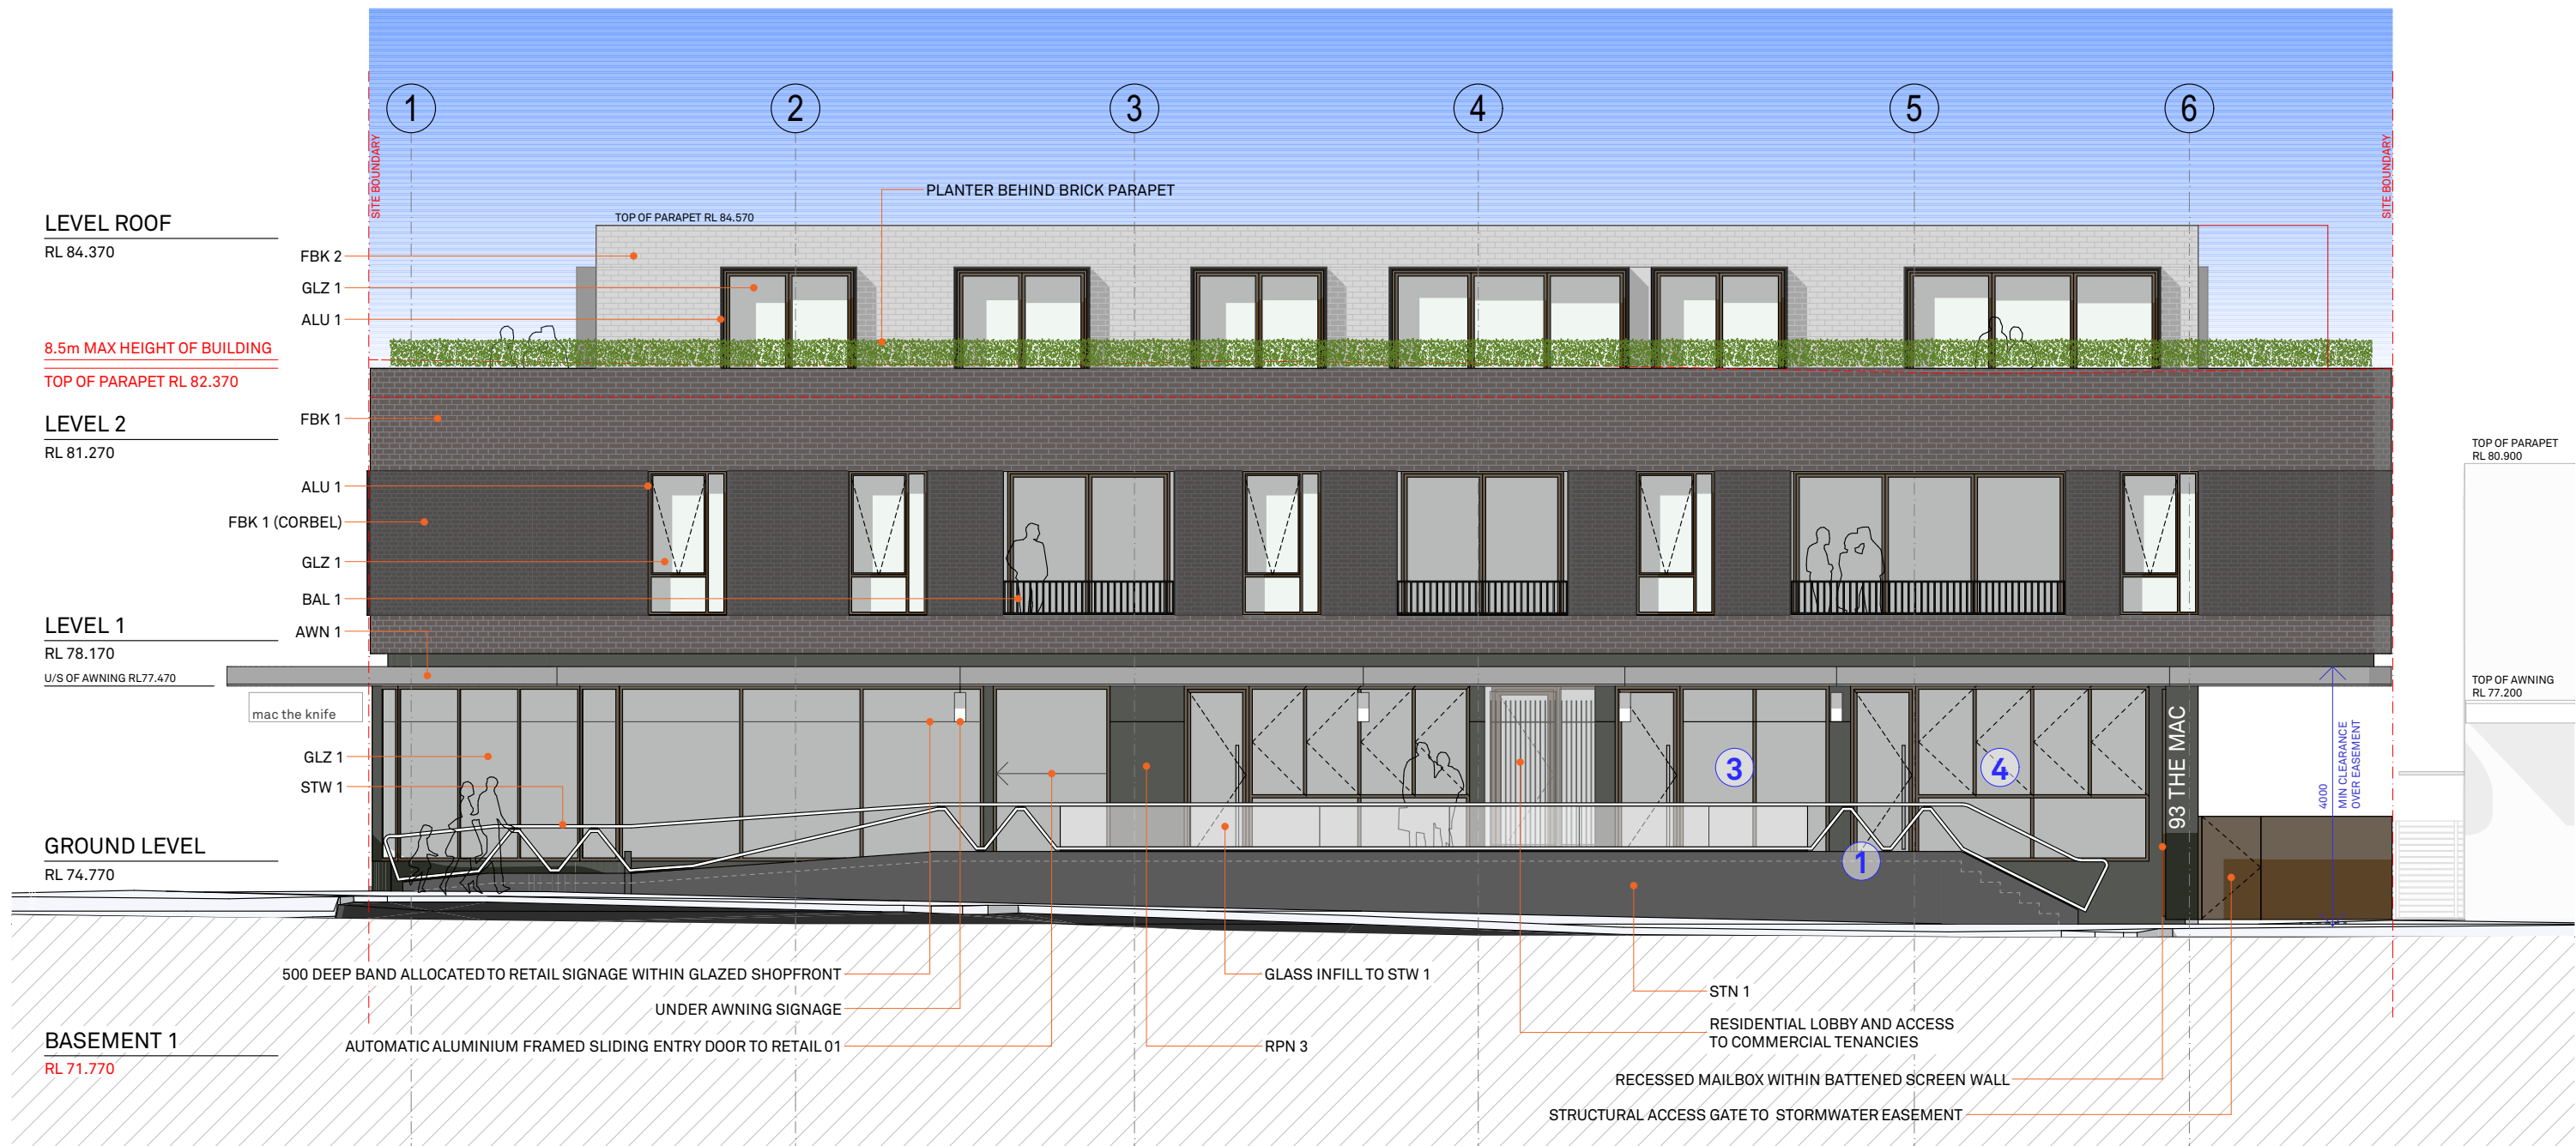 1
2
3
4
5
6
SITE BOUNDARY
SITE BOUNDARY
PLANTER BEHIND BRICK PARAPET
TOP OF PARAPET RL 84.570
LEVEL ROOF
RL 84.370
FBK 2
GLZ 1
ALU 1
8.5m MAX HEIGHT OF BUILDING
TOP OF PARAPET RL 82.370
FBK 1
LEVEL 2
RL 81.270
TOP OF PARAPET
RL 80.900
ALU 1
FBK 1 (CORBEL)
GLZ 1
BAL 1
LEVEL 1
RL 78.170
AWN 1
U/S OF AWNING RL77.470
TOP OF AWNING
RL 77.200
mac the knife
93 THE MAC
4000
MIN CLEARANCE
OVER EASEMENT
GLZ 1
STW 1
3
4
1
GROUND LEVEL
RL 74.770
500 DEEP BAND ALLOCATED TO RETAIL SIGNAGE WITHIN GLAZED SHOPFRONT
GLASS INFILL TO STW 1
STN 1
UNDER AWNING SIGNAGE
RESIDENTIAL LOBBY AND ACCESS
TO COMMERCIAL TENANCIES
AUTOMATIC ALUMINIUM FRAMED SLIDING ENTRY DOOR TO RETAIL 01
RPN 3
BASEMENT 1
RL 71.770
RECESSED MAILBOX WITHIN BATTENED SCREEN WALL
STRUCTURAL ACCESS GATE TO STORMWATER EASEMENT